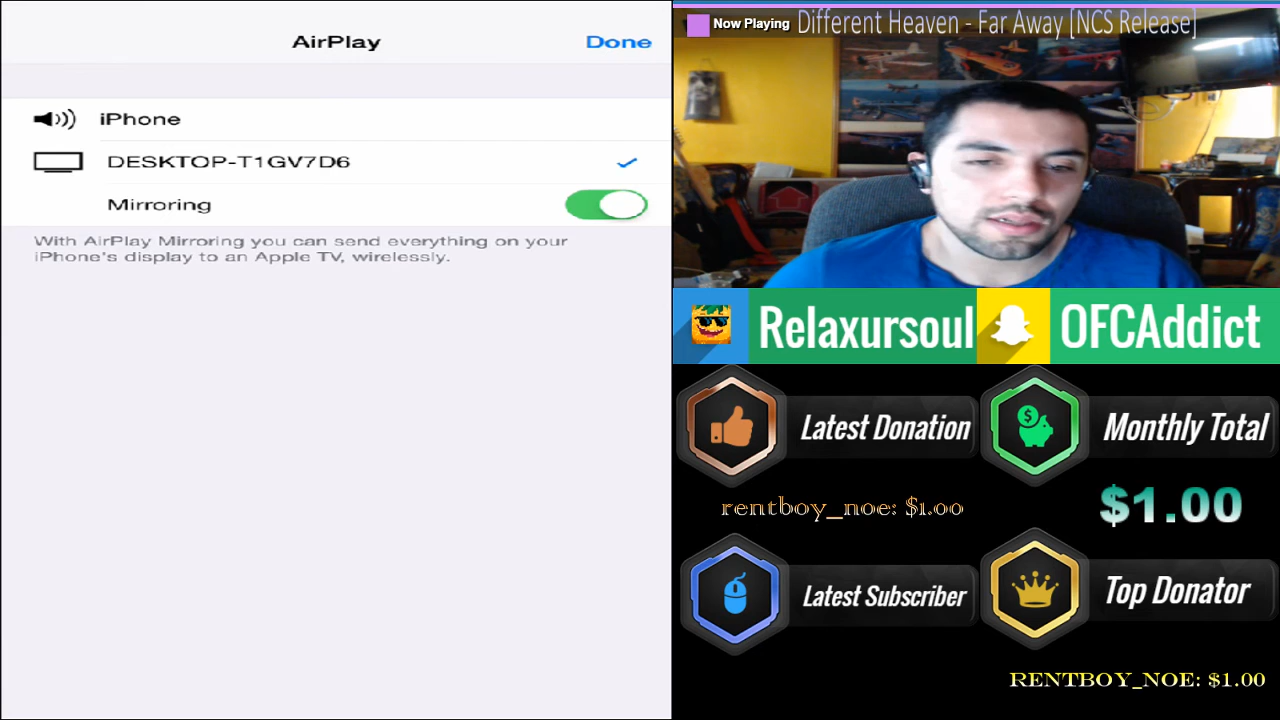 AirPlay
Done
iPhone
DESKTOP-T1GV7D6
Mirroring
With AirPlay Mirroring you can send everything on your
iPhone's display to an Apple TV, wirelessly.
Now Playing Different Heaven - Far Away [NCS Release]
Relaxursoul
OFCAddict
Latest Donation
Monthly Total
rentboy_noe: $1.00
$1.00
Latest Subscriber
Top Donator
RENTBOY_NOE: $1.00